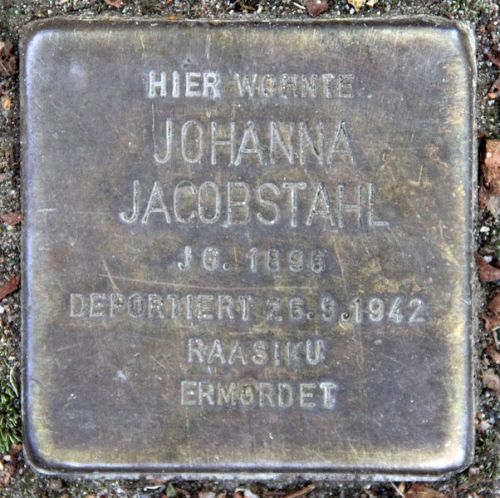 HIER WOHNTE
JOHANNA
JACOBSTAHL
JG. 1896
DEPORTIERT 26.9.1942
RAASIKU
ERMORDET